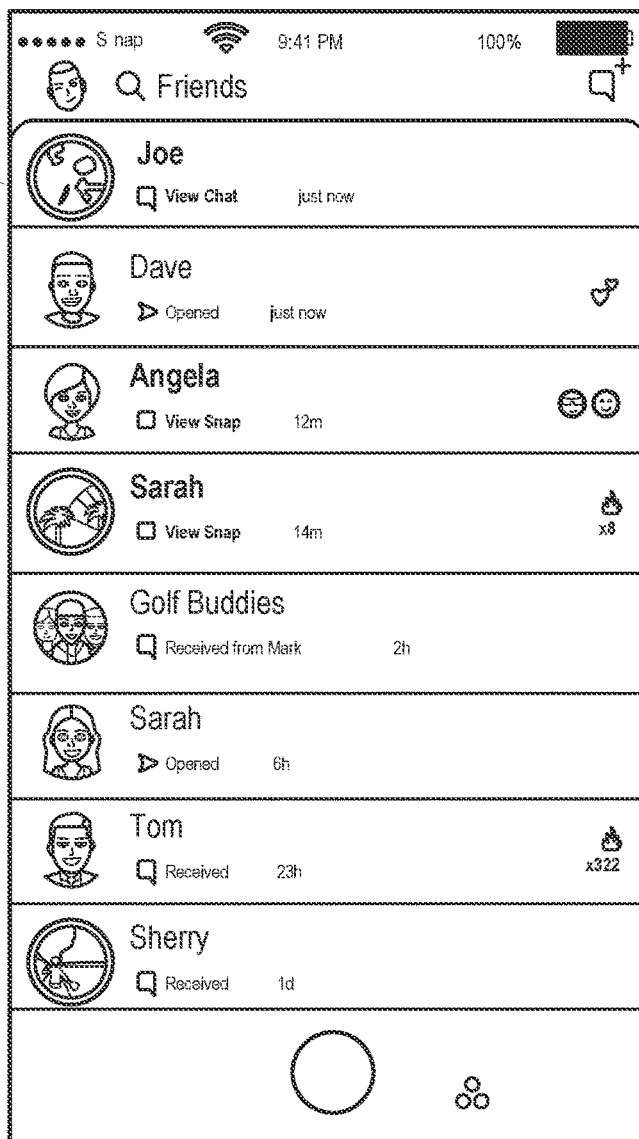 S nap 9:41 PM 100%
Friends
Joe
View Chat just now
Dave
Opened just now
Angela
View Snap 12m
Sarah
View Snap 14m
x8
Golf Buddies
Received from Mark 2h
Sarah
Opened 6h
Tom
x322
Received 23h
Sherry
Received 1d